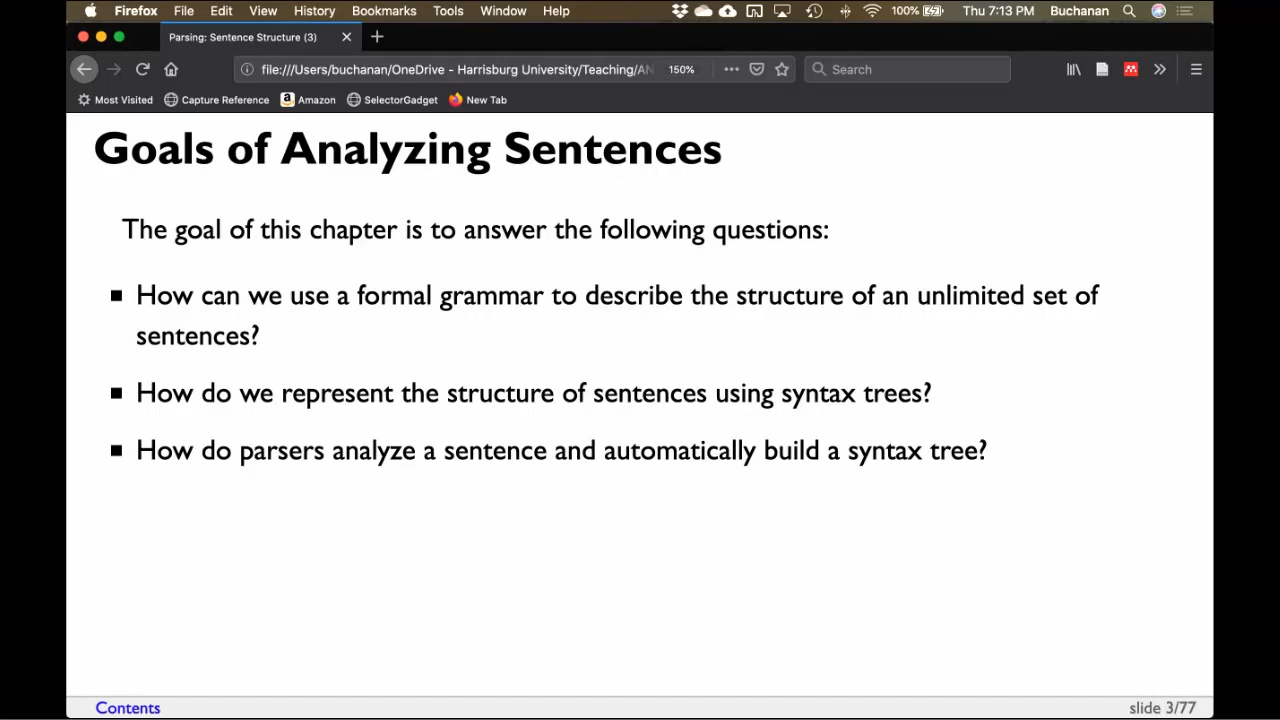 Firefox File Edit View History Bookmarks Tools Window Help 100% Thu 7:13 PM Buchanan
Parsing: Sentence Structure (3)
file:///Users/buchanan/OneDrive - Harrisburg University/Teaching/AN 150% Search
Most Visited Capture Reference Amazon SelectorGadget New Tab
Goals of Analyzing Sentences
The goal of this chapter is to answer the following questions:
How can we use a formal grammar to describe the structure of an unlimited set of
sentences?
How do we represent the structure of sentences using syntax trees?
How do parsers analyze a sentence and automatically build a syntax tree?
Contents slide 3/77